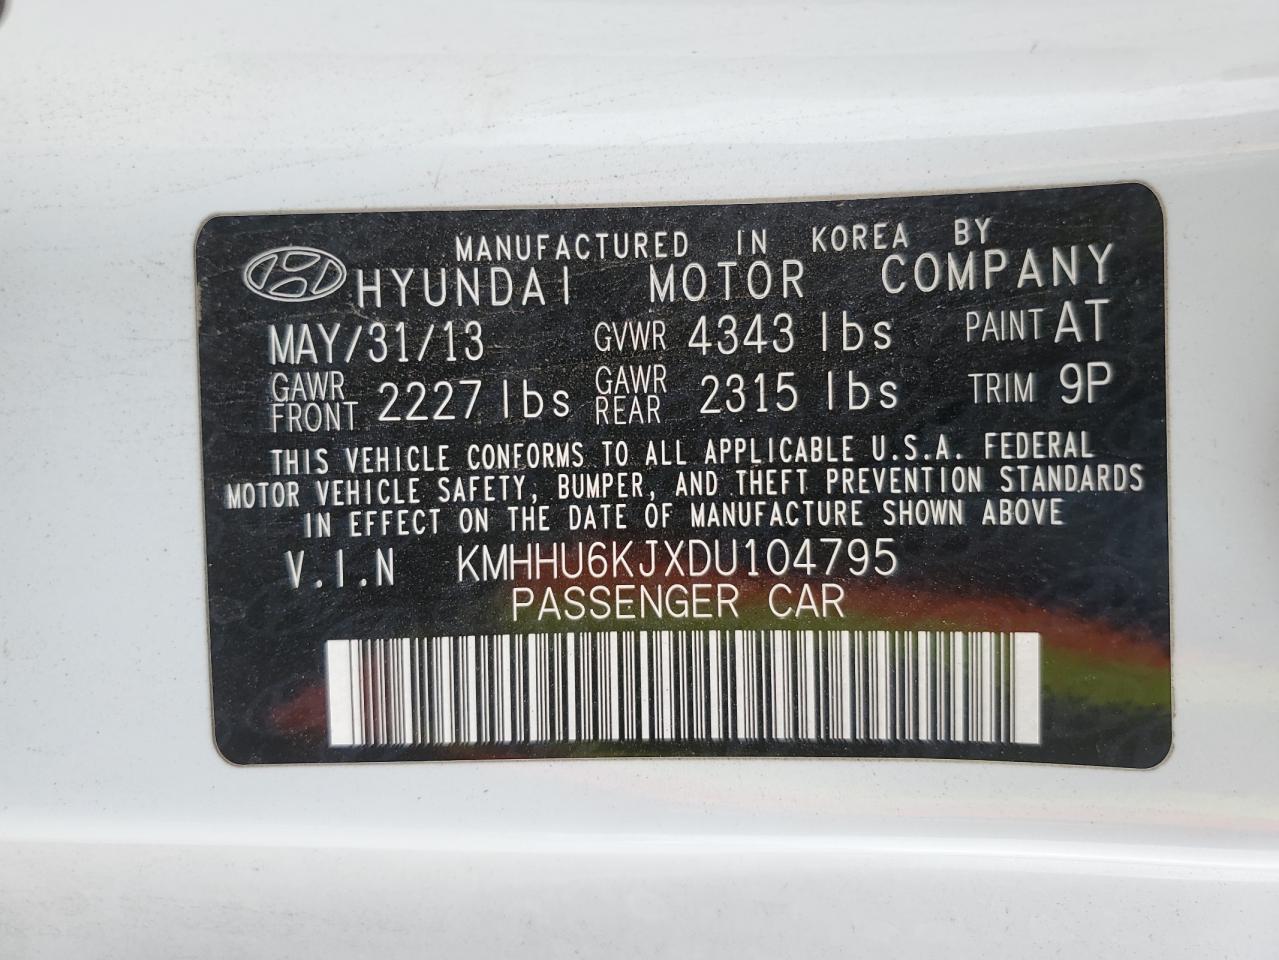 MANUFACTURED IN KOREA BY
HYUNDAI MOTOR COMPANY
MAY/31/13 GVWR 4343 lbs PAINT AT
GAWR FRONT 2227 lbs GAWR REAR 2315 lbs TRIM 9P
THIS VEHICLE CONFORMS TO ALL APPLICABLE U.S.A. FEDERAL
MOTOR VEHICLE SAFETY, BUMPER, AND THEFT PREVENTION STANDARDS
IN EFFECT ON THE DATE OF MANUFACTURE SHOWN ABOVE
V.I.N KMHHU6KJXDU104795
PASSENGER CAR